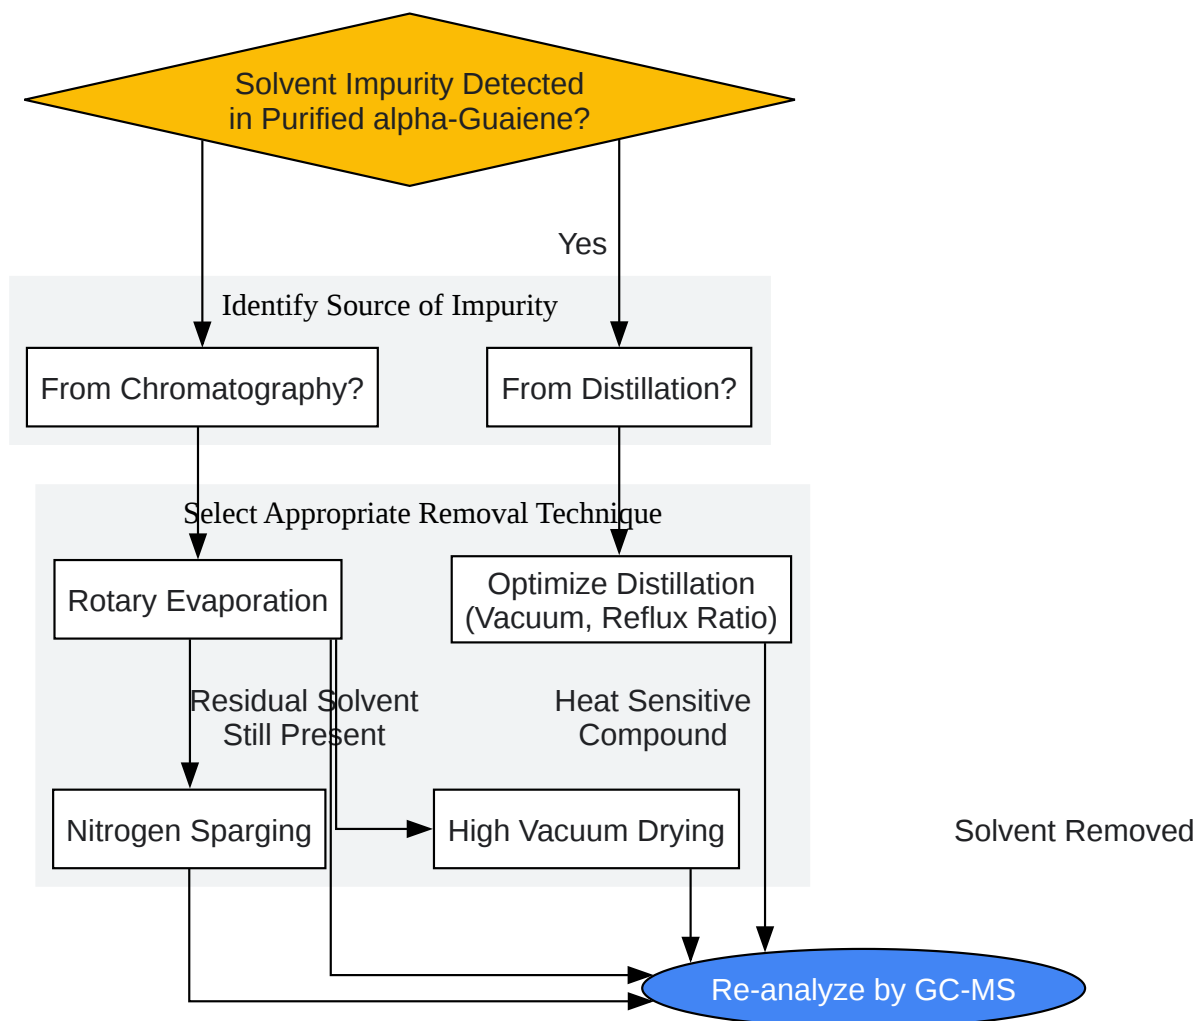 Solvent Impurity Detected
in Purified alpha-Guaiene?
Yes
Identify Source of Impurity
From Chromatography?
From Distillation?
Select Appropriate Removal Technique
Rotary Evaporation
Optimize Distillation
(Vacuum, Reflux Ratio)
Residual Solvent
Still Present
Heat Sensitive
Compound
Nitrogen Sparging
High Vacuum Drying
Solvent Removed
Re-analyze by GC-MS